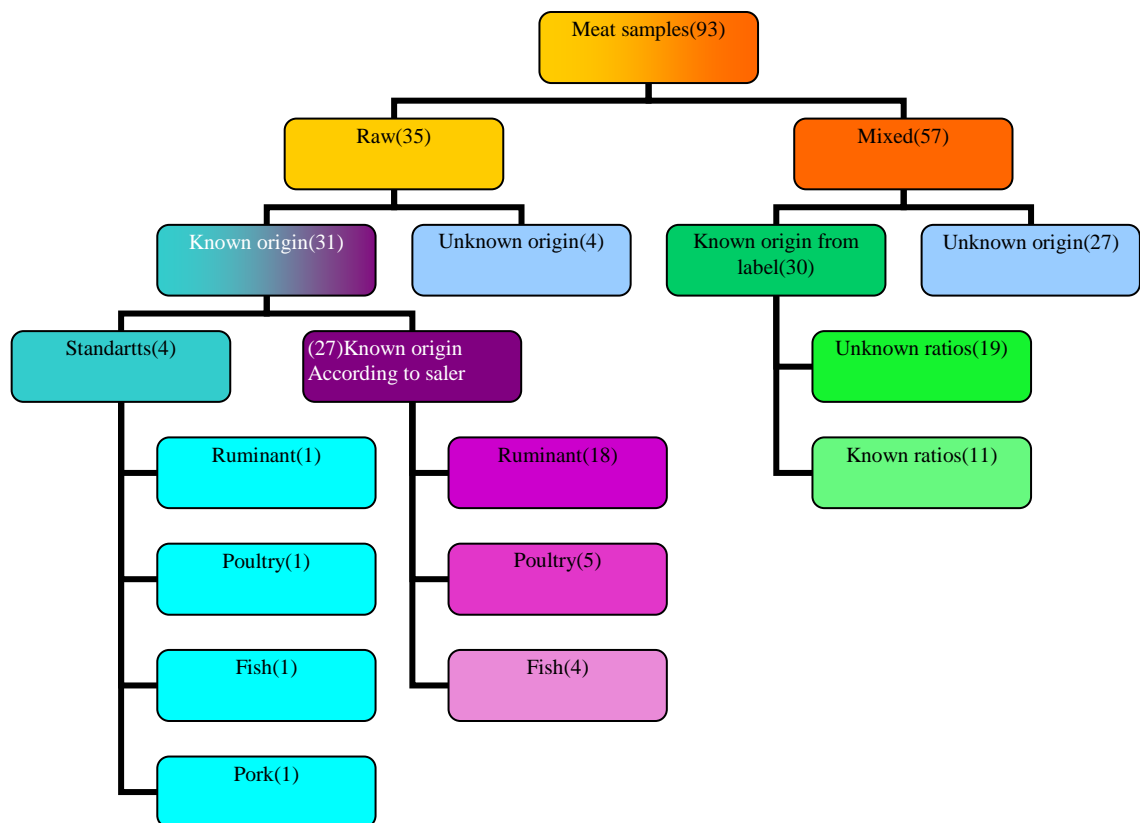 Meat samples(93)
Raw(35)
Mixed(57)
Known origin(31)
Unknown origin(4)
Known origin from
label(30)
Unknown origin(27)
Standartts(4)
(27)Known origin
According to saler
Unknown ratios(19)
Ruminant(1)
Ruminant(18)
Known ratios(11)
Poultry(1)
Poultry(5)
Fish(1)
Fish(4)
Pork(1)